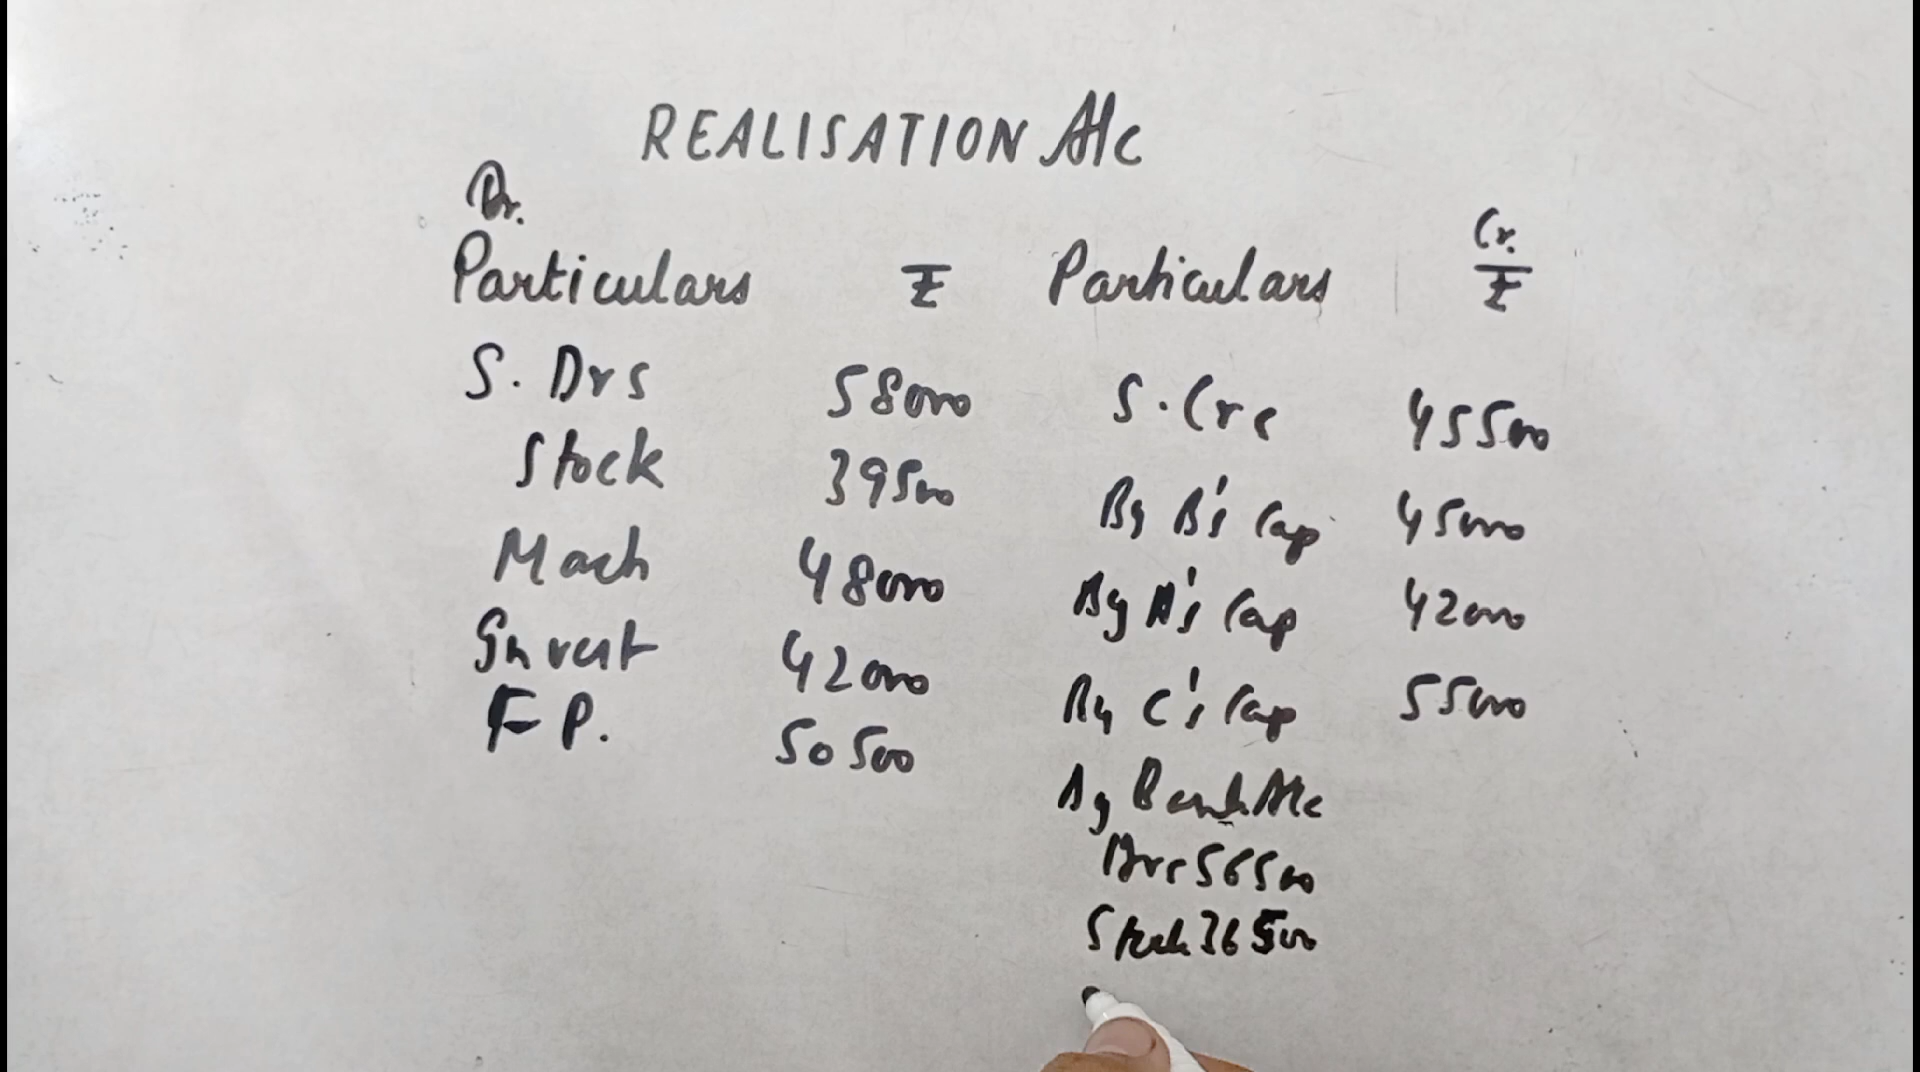 REALISATION A/c
Dr.
Cr.
Particulars ₹ Particulars ₹
S. Drs 58000 S. Crs 45500
Stock 39500 By B's Cap 45000
Mach 48000 By A's Cap 42000
Invest 42000 By C's Cap 55000
F P. 50500
By Bank A/c
Drs 56500
Stock 36500